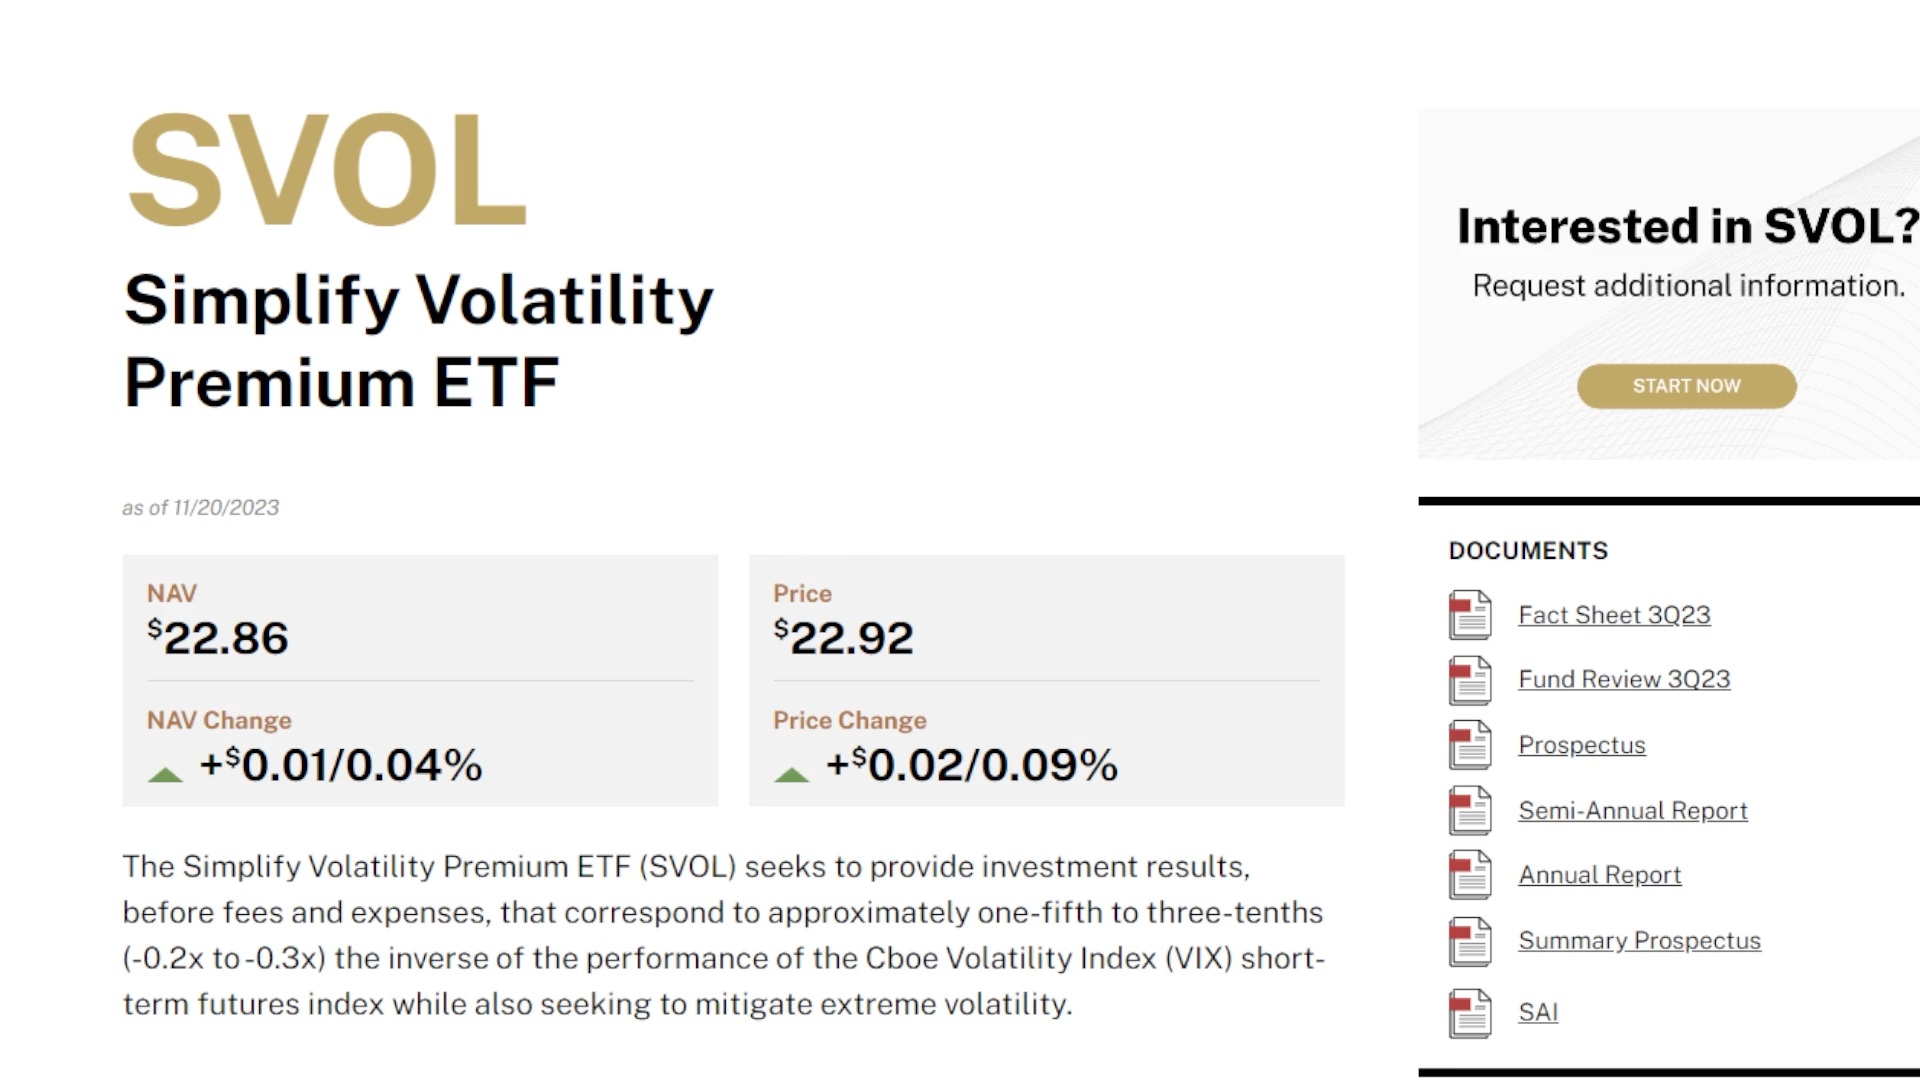 SVOL
Simplify Volatility
Premium ETF
as of 11/20/2023
NAV
$22.86
NAV Change
+$0.01/0.04%
Price
$22.92
Price Change
+$0.02/0.09%
The Simplify Volatility Premium ETF (SVOL) seeks to provide investment results,
before fees and expenses, that correspond to approximately one-fifth to three-tenths
(-0.2x to -0.3x) the inverse of the performance of the Cboe Volatility Index (VIX) short-
term futures index while also seeking to mitigate extreme volatility.
Interested in SVOL?
Request additional information.
START NOW
DOCUMENTS
Fact Sheet 3Q23
Fund Review 3Q23
Prospectus
Semi-Annual Report
Annual Report
Summary Prospectus
SAI